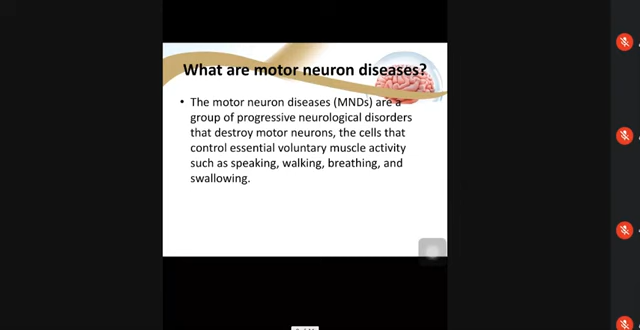 What are motor neuron diseases?
• The motor neuron diseases (MNDs) are a
group of progressive neurological disorders
that destroy motor neurons, the cells that
control essential voluntary muscle activity
such as speaking, walking, breathing, and
swallowing.